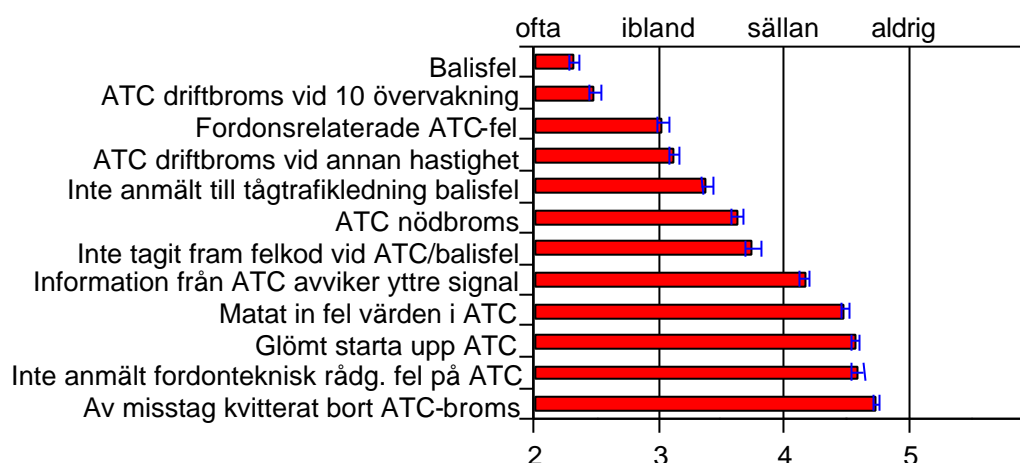 ofta ibland sällan aldrig
Balisfel
ATC driftbroms vid 10 övervakning
Fordonsrelaterade ATC-fel
ATC driftbroms vid annan hastighet
Inte anmält till tågtrafikledning balisfel
ATC nödbroms
Inte tagit fram felkod vid ATC/balisfel
Information från ATC avviker yttre signal
Matat in fel värden i ATC
Glömt starta upp ATC
Inte anmält fordonteknisk rådg. fel på ATC
Av misstag kvitterat bort ATC-broms
2 3 4 5